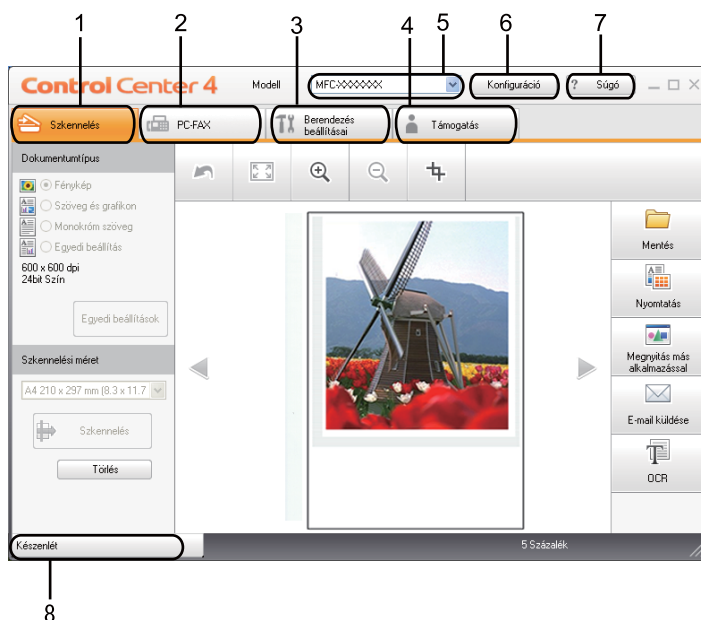 1 2 3 4 5 6 7
Control Center 4 Modell MFC-XXXXXXX Konfiguráció ? Súgó
Szkennelés PC-FAX Berendezés beállításai Támogatás
Dokumentumtípus
Fénykép
Szöveg és grafikon
Monokróm szöveg
Egyedi beállítás
600 x 600 dpi
24bit Szín
Egyedi beállítások
Szkennelési méret
A4 210 x 297 mm (8.3 x 11.7
Szkennelés
Törlés
Mentés
Nyomtatás
Megnyitás más
alkalmazással
E-mail küldése
OCR
Készenlét 5 Százalék
8